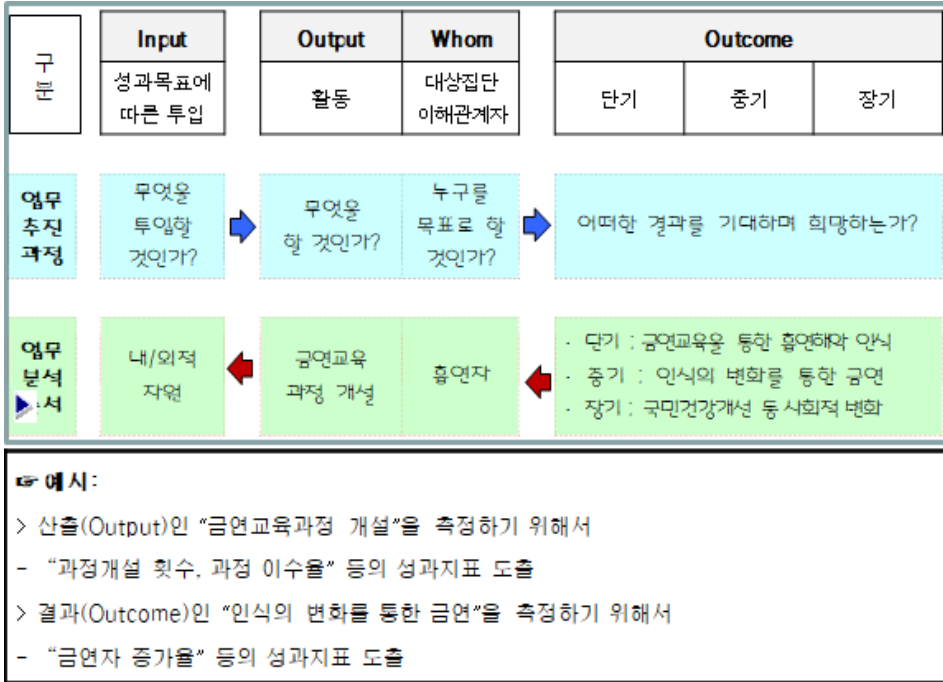 구
분
Input
Output
Whom
Outcome
성과목표에
따른 투입
활동
대상집단
이해관계자
단기
중기
장기
업무
추진
과정
무엇을
투입할
것인가?
무엇을
할 것인가?
누구를
목표로 할
것인가?
어떠한 결과를 기대하며 희망하는가?
업무
분석
서
내/외적
자원
금연교육
과정 개설
흡연자
· 단기 : 금연교육을 통한 흡연해악 인식
· 중기 : 인식의 변화를 통한 금연
· 장기 : 국민건강개선 등 사회적 변화
☞ 예시:
> 산출(Output)인 “금연교육과정 개설”을 측정하기 위해서
- “과정개설 횟수, 과정 이수율” 등의 성과지표 도출
> 결과(Outcome)인 “인식의 변화를 통한 금연”을 측정하기 위해서
- “금연자 증가율” 등의 성과지표 도출